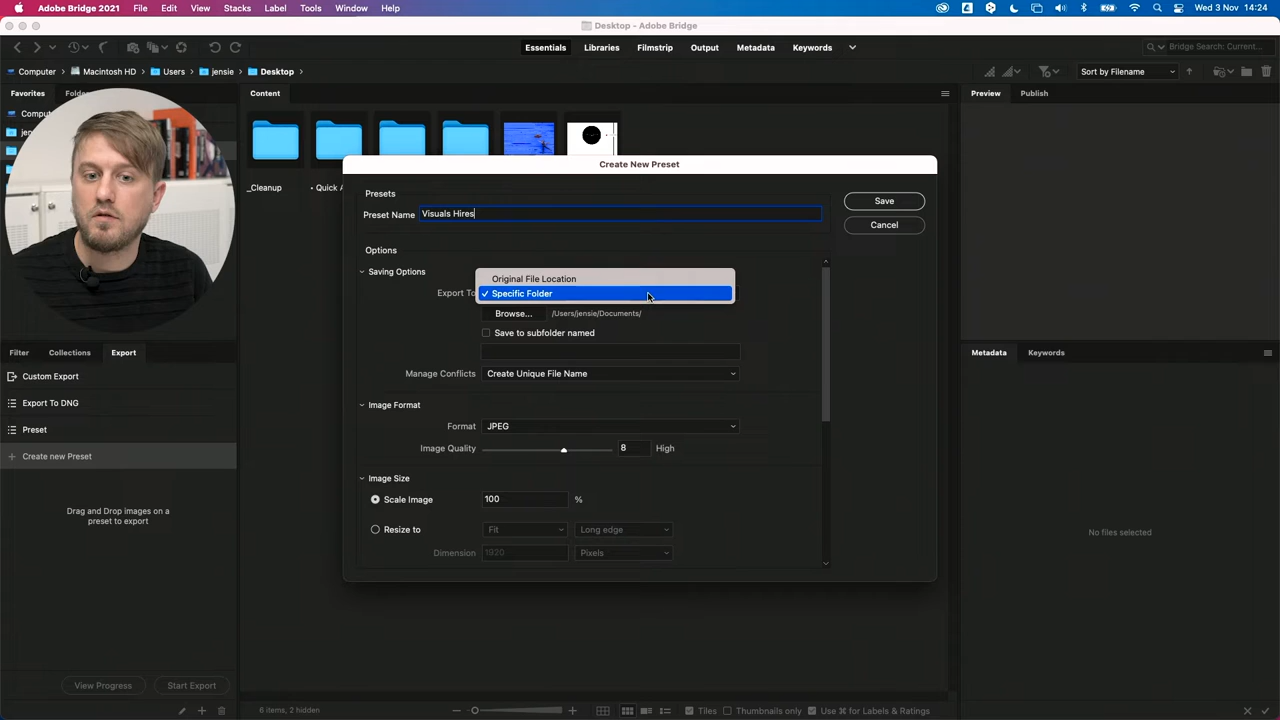 Adobe Bridge 2021 File Edit View Stacks Label Tools Window Help Wed 3 Nov 14:24
Desktop - Adobe Bridge
Essentials Libraries Filmstrip Output Metadata Keywords Bridge Search: Current...
Computer Macintosh HD Users jensie Desktop Sort by Filename
Favorites Content Preview Publish
_Cleanup
Create New Preset
Presets
Preset Name Visuals Hires
Save
Cancel
Options
Saving Options
Export To
Original File Location
✓ Specific Folder
Browse... /Users/jensie/Documents/
Save to subfolder named
Manage Conflicts Create Unique File Name
Image Format
Format JPEG
Image Quality 8 High
Image Size
Scale Image 100 %
Resize to Fit Long edge
Dimension 1920 Pixels
Filter Collections Export
Custom Export
Export To DNG
Preset
+ Create new Preset
Drag and Drop images on a
preset to export
View Progress Start Export
Metadata Keywords
No files selected
6 items, 2 hidden Tiles Thumbnails only Use ⌘ for Labels & Ratings